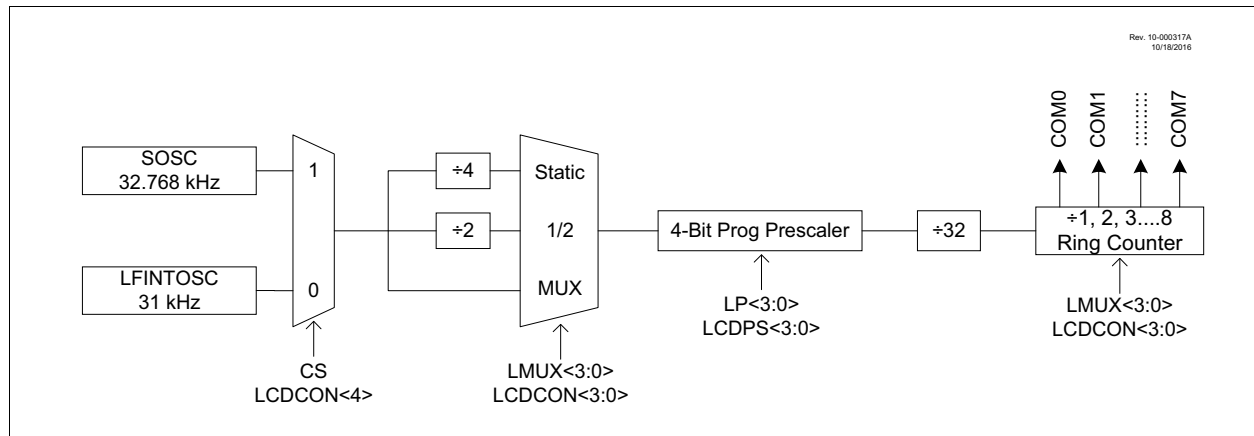 Rev. 10-000317A
10/18/2016
SOSC
32.768 kHz
LFINTOSC
31 kHz
1
0
CS
LCDCON<4>
÷4
÷2
Static
1/2
MUX
LMUX<3:0>
LCDCON<3:0>
4-Bit Prog Prescaler
LP<3:0>
LCDPS<3:0>
÷32
COM0
COM1
........
COM7
÷1, 2, 3....8
Ring Counter
LMUX<3:0>
LCDCON<3:0>